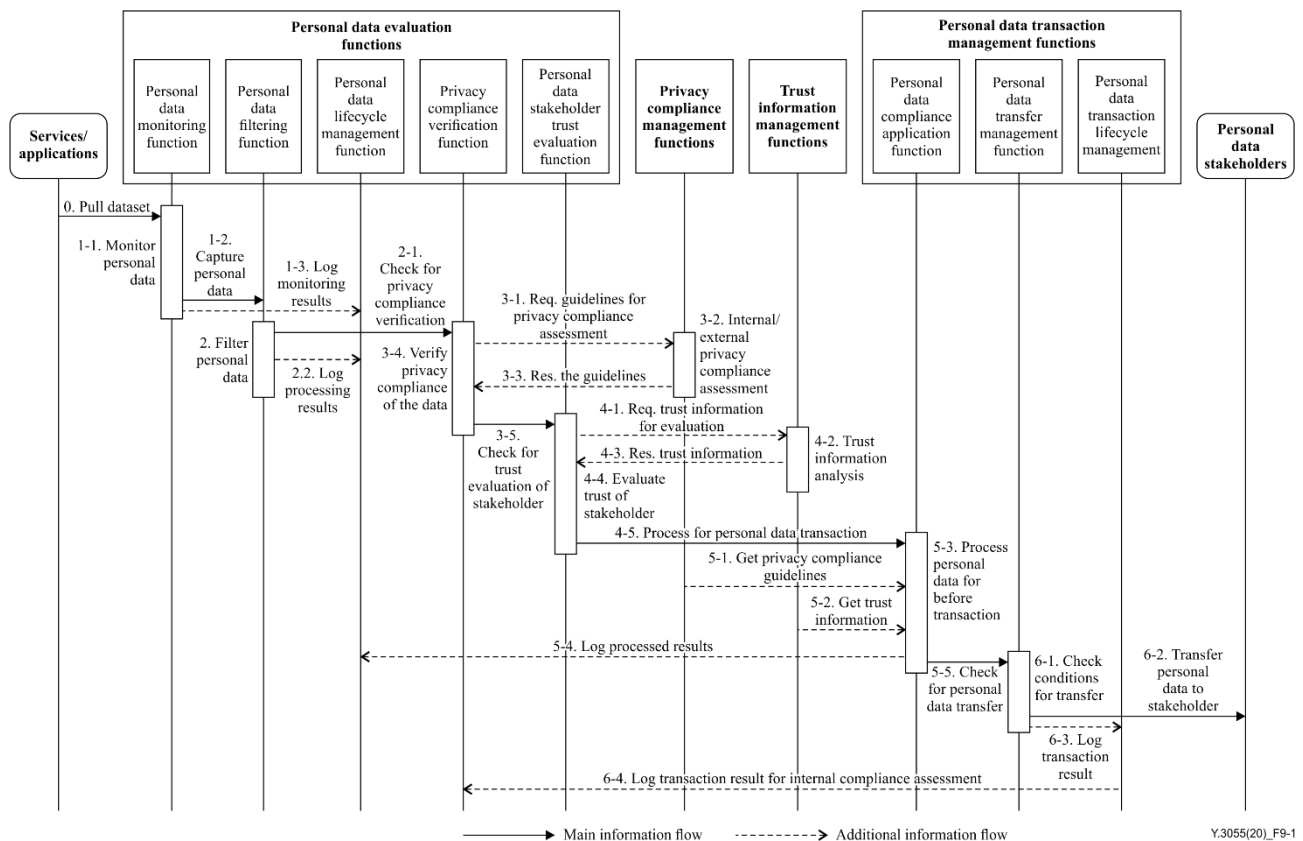 Personal data evaluation
functions
Personal data transaction
management functions
Services/
applications
Personal
data
monitoring
function
Personal
data
filtering
function
Personal
data
lifecycle
management
function
Privacy
compliance
verification
function
Personal
data
stakeholder
trust
evaluation
function
Privacy
compliance
management
functions
Trust
information
management
functions
Personal
data
compliance
application
function
Personal
data
transfer
management
function
Personal
data
transaction
lifecycle
management
Personal
data
stakeholders
0. Pull dataset
1-1. Monitor
personal
data
1-2.
Capture
personal
data
1-3. Log
monitoring
results
2-1.
Check for
privacy
compliance
verification
2. Filter
personal
data
2.2. Log
processing
results
3-1. Req. guidelines for
privacy compliance
assessment
3-2. Internal/
external
privacy
compliance
assessment
3-3. Res. the guidelines
3-4. Verify
privacy
compliance
of the data
3-5.
Check for
trust
evaluation of
stakeholder
4-1. Req. trust information
for evaluation
4-2. Trust
information
analysis
4-3. Res. trust information
4-4. Evaluate
trust of
stakeholder
4-5. Process for personal data transaction
5-1. Get privacy compliance
guidelines
5-2. Get trust
information
5-3. Process
personal
data for
before
transaction
5-4. Log processed results
5-5. Check
for personal
data transfer
6-1. Check
conditions
for transfer
6-2. Transfer
personal
data to
stakeholder
6-3. Log
transaction
result
6-4. Log transaction result for internal compliance assessment
Main information flow
Additional information flow
Y.3055(20)_F9-1